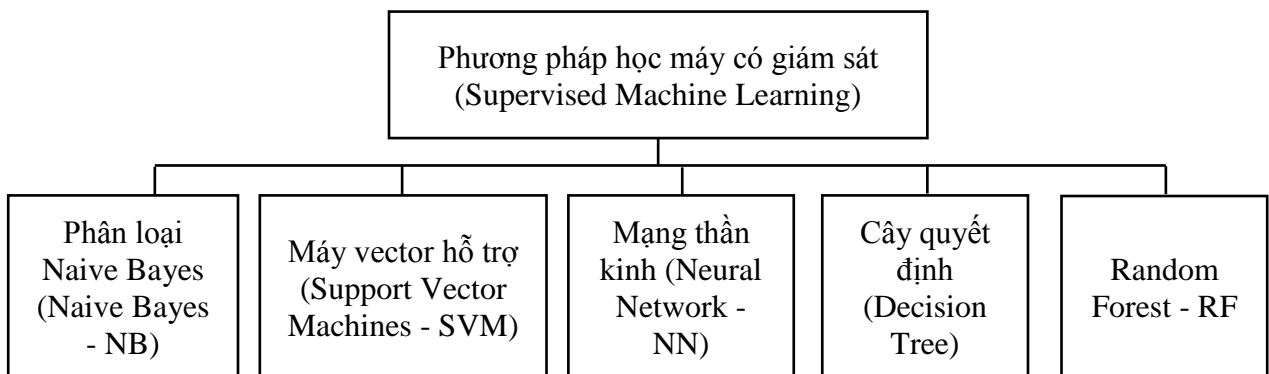 Phương pháp học máy có giám sát
(Supervised Machine Learning)
Phân loại
Naive Bayes
(Naive Bayes
- NB)
Máy vector hỗ trợ
(Support Vector
Machines - SVM)
Mạng thần
kinh (Neural
Network -
NN)
Cây quyết
định
(Decision
Tree)
Random
Forest - RF